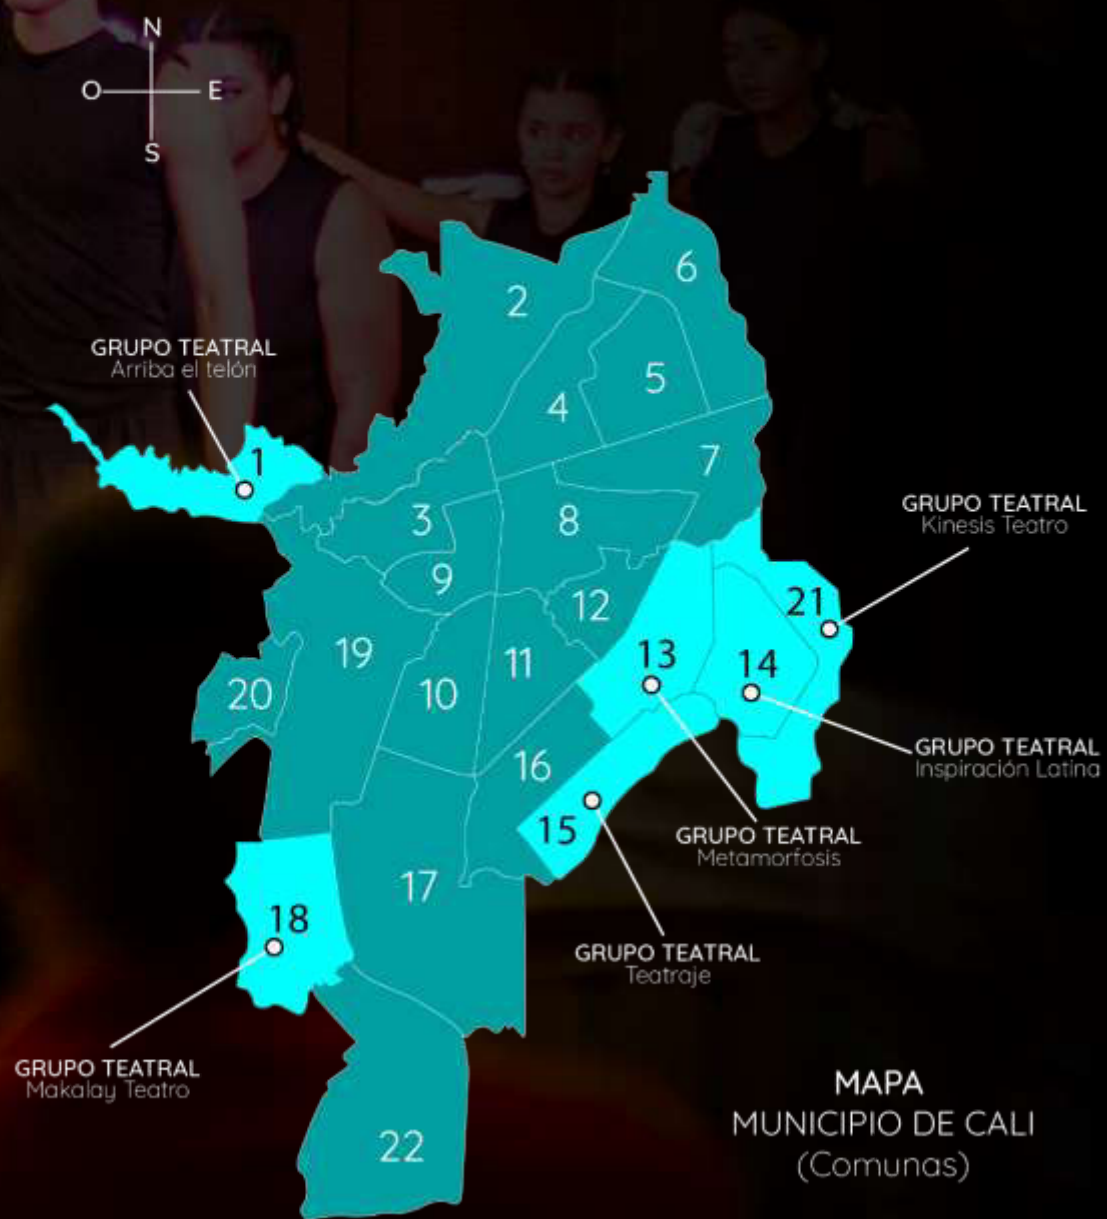 N
O E
S
GRUPO TEATRAL
Arriba el telón
GRUPO TEATRAL
Kinesis Teatro
GRUPO TEATRAL
Inspiración Latina
GRUPO TEATRAL
Metamorfosis
GRUPO TEATRAL
Teatraje
GRUPO TEATRAL
Makalay Teatro
6
2
5
4
1
7
3
8
9
21
12
19
13
11
14
20
10
16
15
17
18
22
MAPA
MUNICIPIO DE CALI
(Comunas)